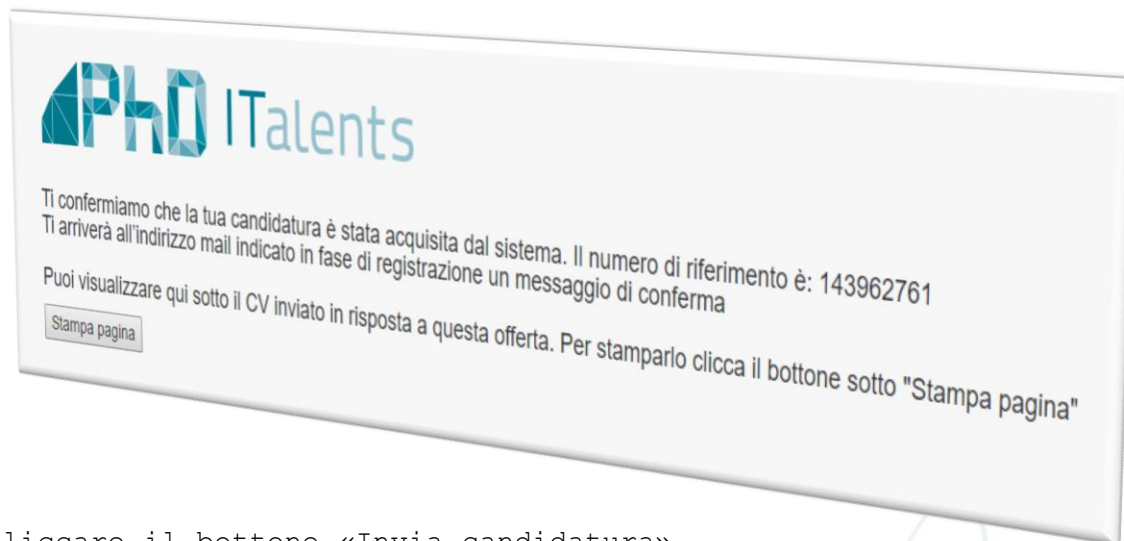 PhD ITalents
Ti confermiamo che la tua candidatura è stata acquisita dal sistema. Il numero di riferimento è: 143962761
Ti arriverà all'indirizzo mail indicato in fase di registrazione un messaggio di conferma
Puoi visualizzare qui sotto il CV inviato in risposta a questa offerta. Per stamparlo clicca il bottone sotto "Stampa pagina"
Stampa pagina